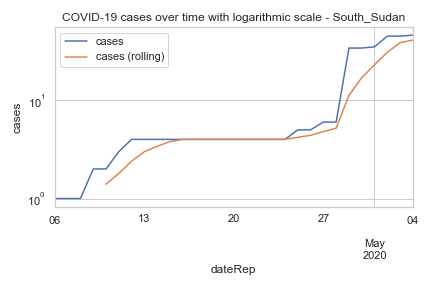 COVID-19 cases over time with logarithmic scale - South_Sudan
cases
cases (rolling)
cases
10¹
10⁰
06 13 20 27 04
May
2020
dateRep